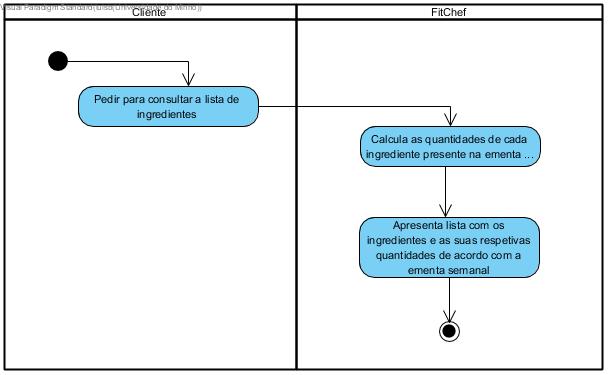 Visual Paradigm Standard(
(Universidade do Minho))
Cliente
FitChef
Pedir para consultar a lista de
ingredientes
Calcula as quantidades de cada
ingrediente presente na ementa ...
Apresenta lista com os
ingredientes e as suas respetivas
quantidades de acordo com a
ementa semanal